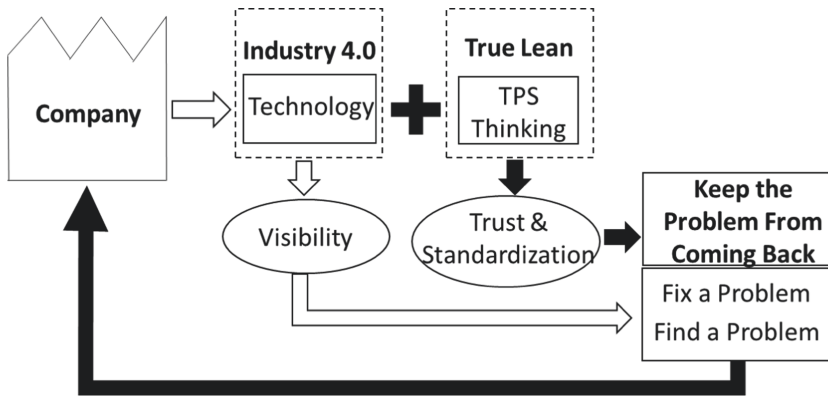 Company
Industry 4.0
Technology
True Lean
TPS
Thinking
Visibility
Trust &
Standardization
Keep the
Problem From
Coming Back
Fix a Problem
Find a Problem